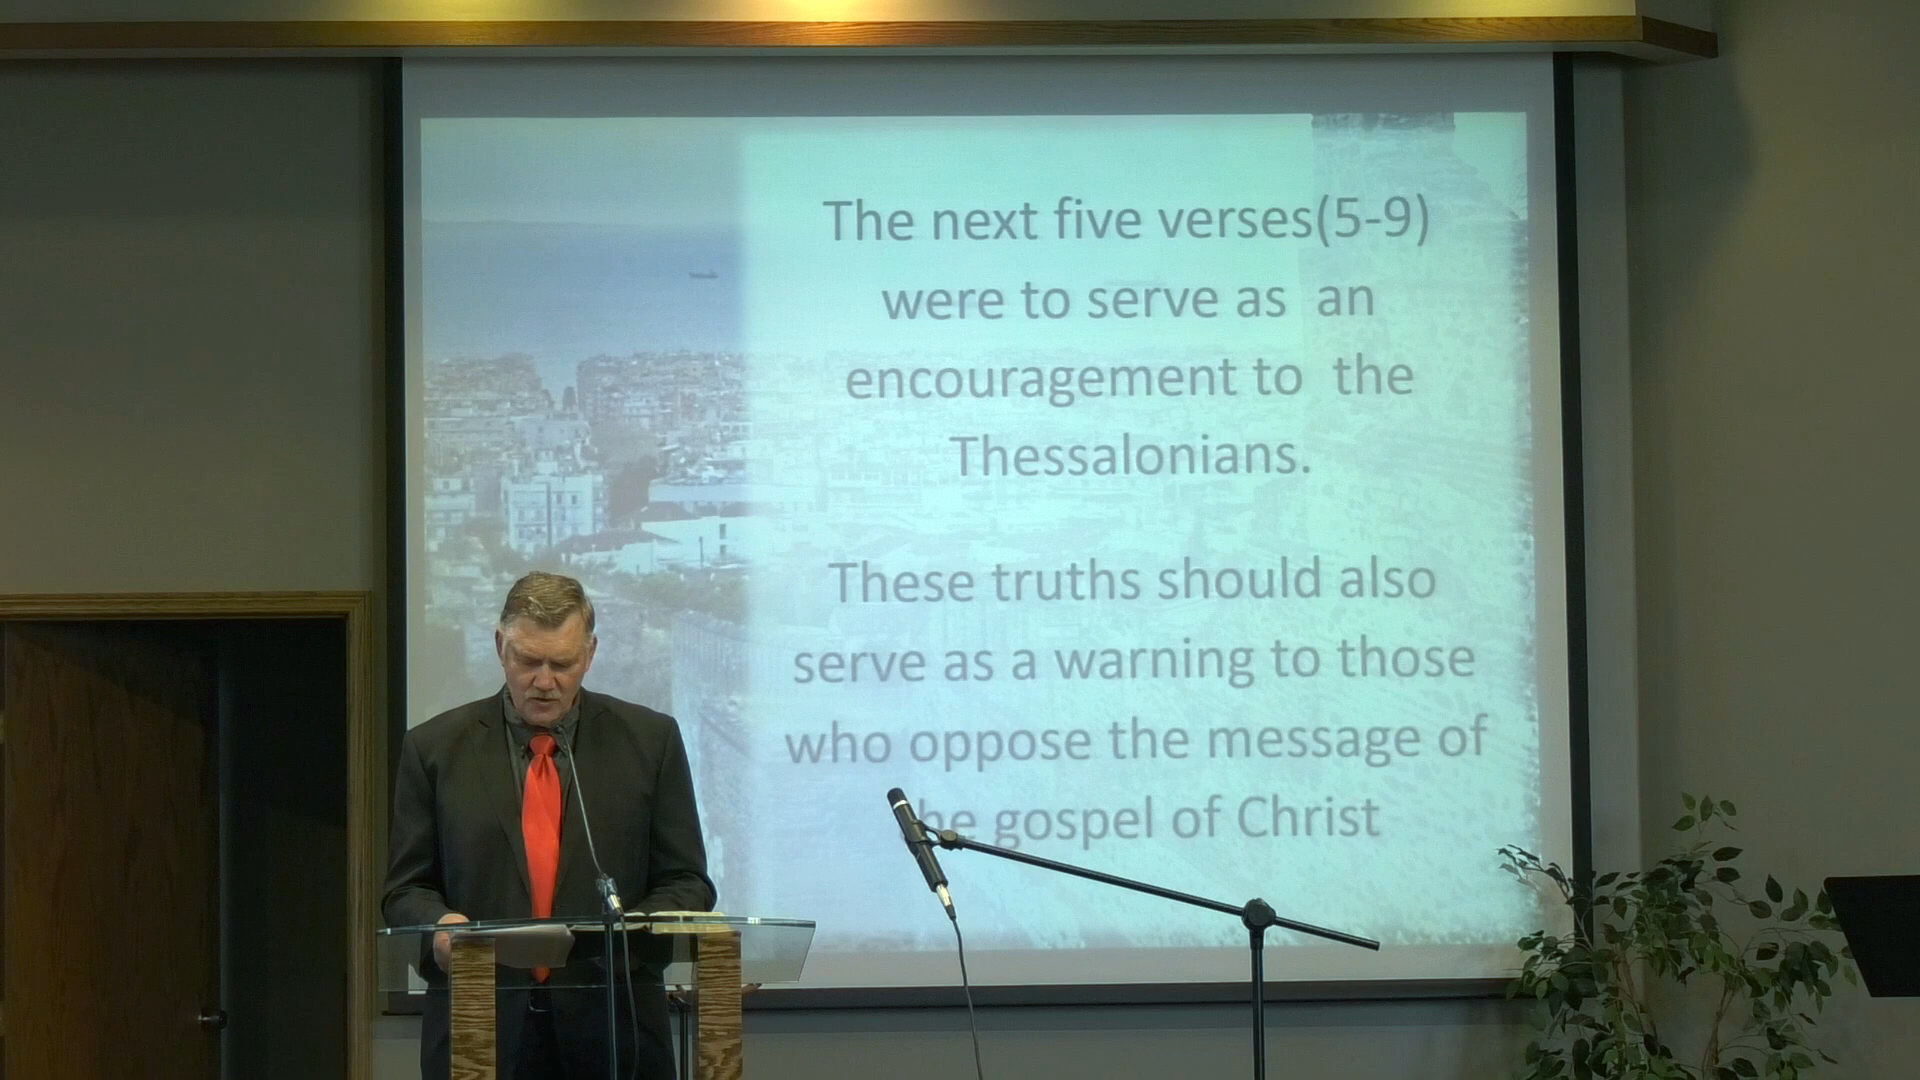 The next five verses(5-9)
were to serve as an
encouragement to the
Thessalonians.
These truths should also
serve as a warning to those
who oppose the message of
he gospel of Christ